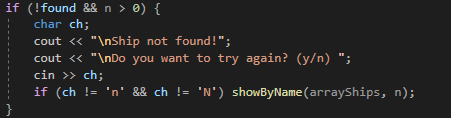 if (!found && n > 0) {
char ch;
cout << "\nShip not found!";
cout << "\nDo you want to try again? (y/n) ";
cin >> ch;
if (ch != 'n' && ch != 'N') showByName(arrayShips, n);
}